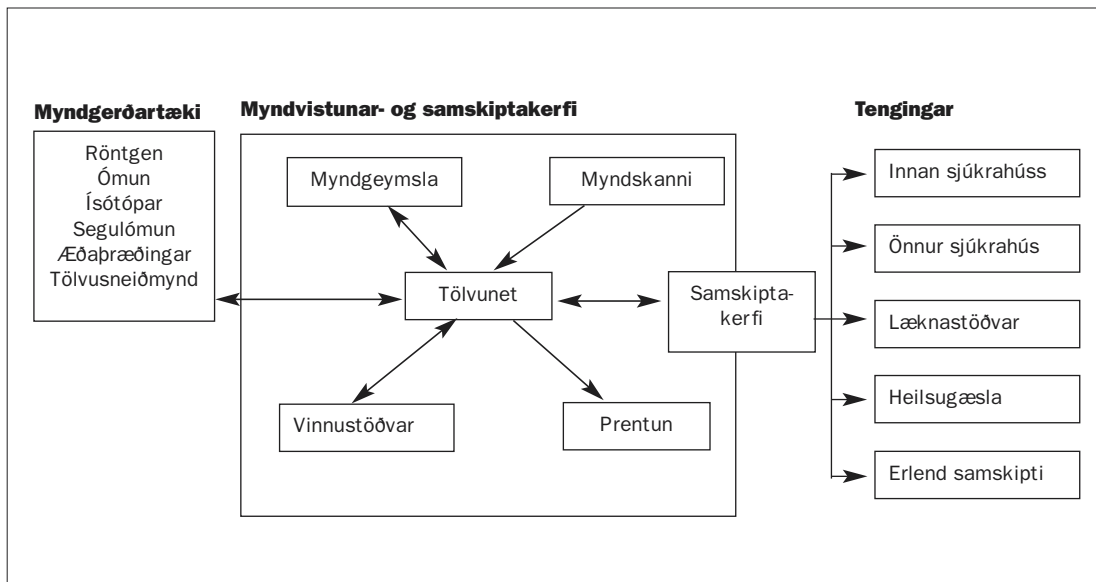 Myndgerðartæki
Röntgen
Ómun
Ísótópar
Segulómun
Æðaþræðingar
Tölvusneiðmynd
Myndvistunar- og samskiptakerfi
Myndgeymsla
Myndskanni
Tölvunet
Samskipta-
kerfi
Vinnustöðvar
Prentun
Tengingar
Innan sjúkrahúss
Önnur sjúkrahús
Læknastöðvar
Heilsugæsla
Erlend samskipti